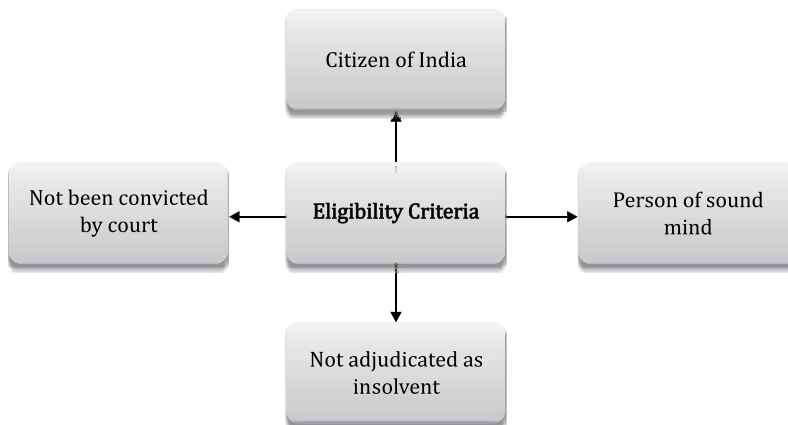 Citizen of India
Not been convicted
by court
Eligibility Criteria
Person of sound
mind
Not adjudicated as
insolvent